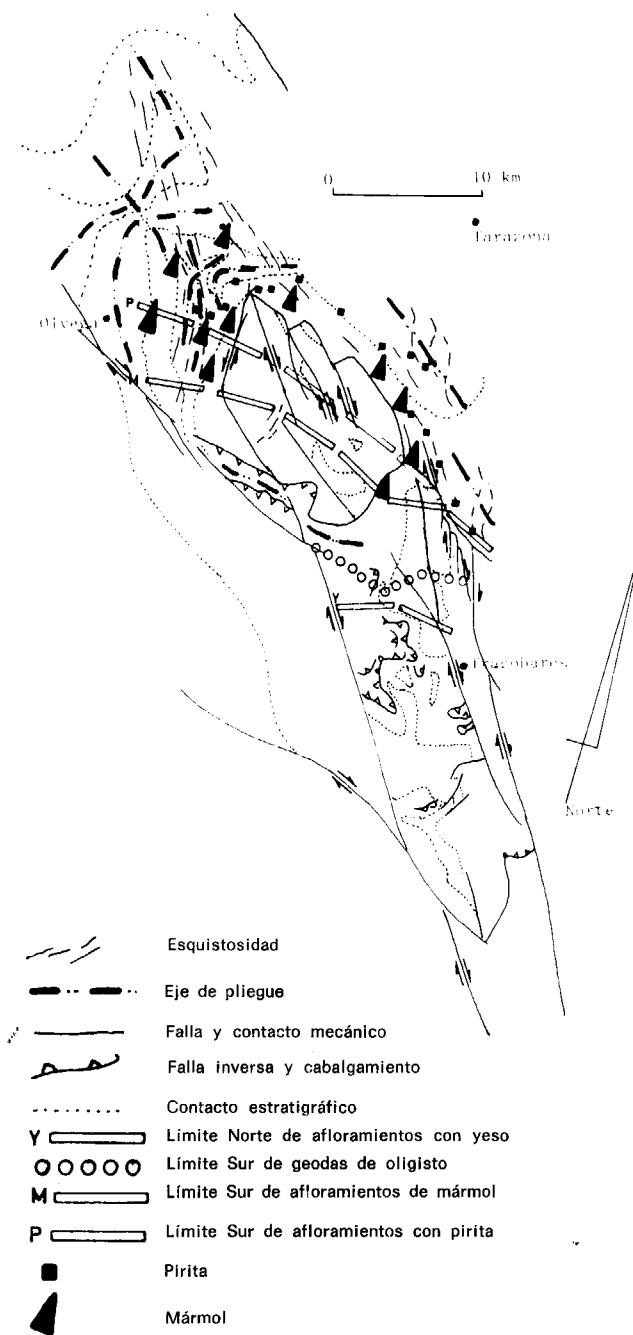 0 10 km
Tarazona
P
Olvega
M
Y
Norte
Esquistosidad
Eje de pliegue
Falla y contacto mecánico
Falla inversa y cabalgamiento
Contacto estratigráfico
Y Límite Norte de afloramientos con yeso
Límite Sur de geodas de oligisto
M Límite Sur de afloramientos de mármol
P Límite Sur de afloramientos con pirita
Pirita
Mármol